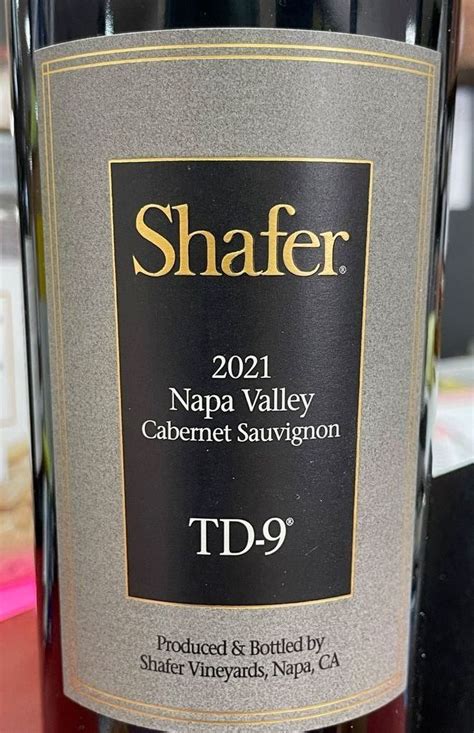 Shafer®
2021
Napa Valley
Cabernet Sauvignon
TD-9®
Produced & Bottled by
Shafer Vineyards, Napa, CA